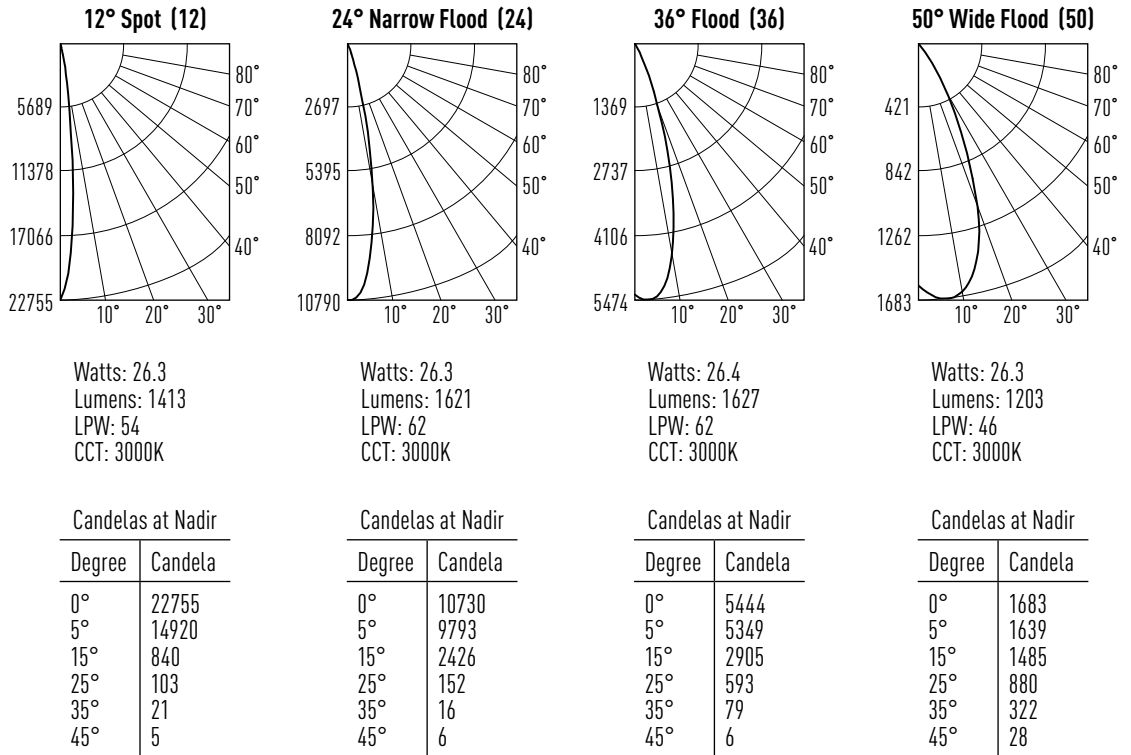 12° Spot (12)
5689
11378
17066
22755
80°
70°
60°
50°
40°
10° 20° 30°
Watts: 26.3
Lumens: 1413
LPW: 54
CCT: 3000K
Candelas at Nadir
Degree Candela
0° 22755
5° 14920
15° 840
25° 103
35° 21
45° 5
24° Narrow Flood (24)
2697
5395
8092
10790
80°
70°
60°
50°
40°
10° 20° 30°
Watts: 26.3
Lumens: 1621
LPW: 62
CCT: 3000K
Candelas at Nadir
Degree Candela
0° 10730
5° 9793
15° 2426
25° 152
35° 16
45° 6
36° Flood (36)
1369
2737
4106
5474
80°
70°
60°
50°
40°
10° 20° 30°
Watts: 26.4
Lumens: 1627
LPW: 62
CCT: 3000K
Candelas at Nadir
Degree Candela
0° 5444
5° 5349
15° 2905
25° 593
35° 79
45° 6
50° Wide Flood (50)
421
842
1262
1683
80°
70°
60°
50°
40°
10° 20° 30°
Watts: 26.3
Lumens: 1203
LPW: 46
CCT: 3000K
Candelas at Nadir
Degree Candela
0° 1683
5° 1639
15° 1485
25° 880
35° 322
45° 28